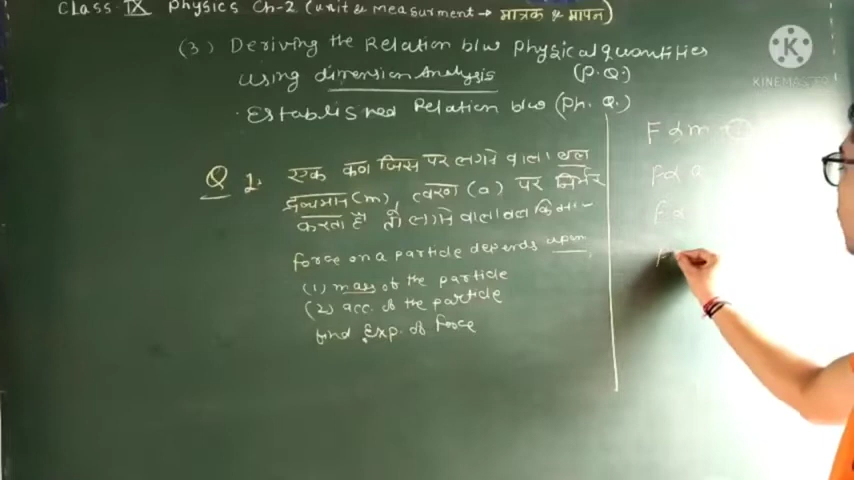 Class IX Physics Ch-2 (unit & measurment → मात्रक & मापन)
(3) Deriving the Relation b/w physical quantities
using dimension Analysis (P.Q.)
Established Relation b/w (Ph. Q.)
Q 1. एक कण जिस पर लगने वाला बल
द्रव्यमान (m), त्वरण (a) पर निर्भर
करता है तो लगने वाला बल
force on a particle depends upon,
(1) mass of the particle
(2) acc. of the particle
find Exp. of force
F α m
F α a
F α
F
K
KINEMASTER